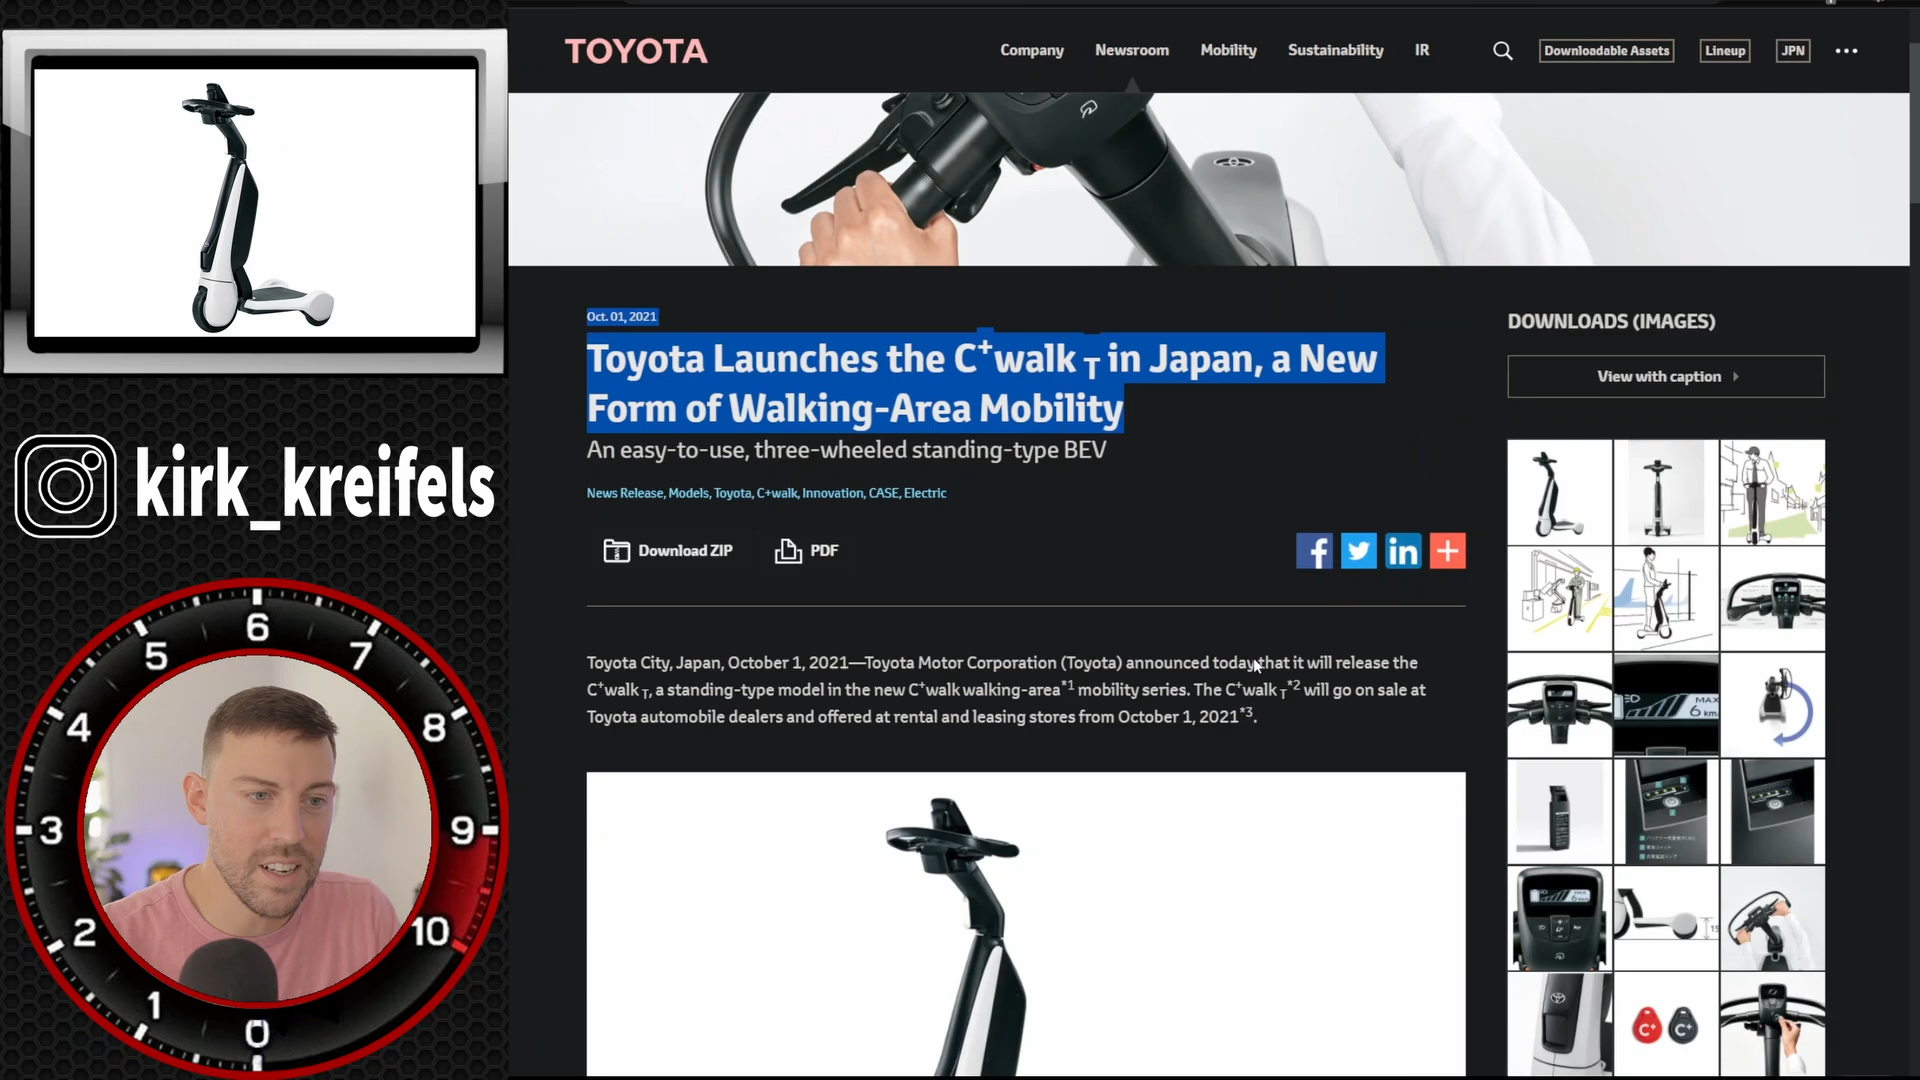 TOYOTA
Company Newsroom Mobility Sustainability IR Downloadable Assets Lineup JPN
Oct. 01, 2021
Toyota Launches the C+walk T in Japan, a New
Form of Walking-Area Mobility
An easy-to-use, three-wheeled standing-type BEV
News Release, Models, Toyota, C+walk, Innovation, CASE, Electric
Download ZIP PDF
Toyota City, Japan, October 1, 2021—Toyota Motor Corporation (Toyota) announced today that it will release the
C+walk T, a standing-type model in the new C+walk walking-area*1 mobility series. The C+walk T*2 will go on sale at
Toyota automobile dealers and offered at rental and leasing stores from October 1, 2021*3.
DOWNLOADS (IMAGES)
View with caption
MAX
6 km
MAX
6
15
C+ C+
kirk_kreifels
0
1
2
3
4
5
6
7
8
9
10